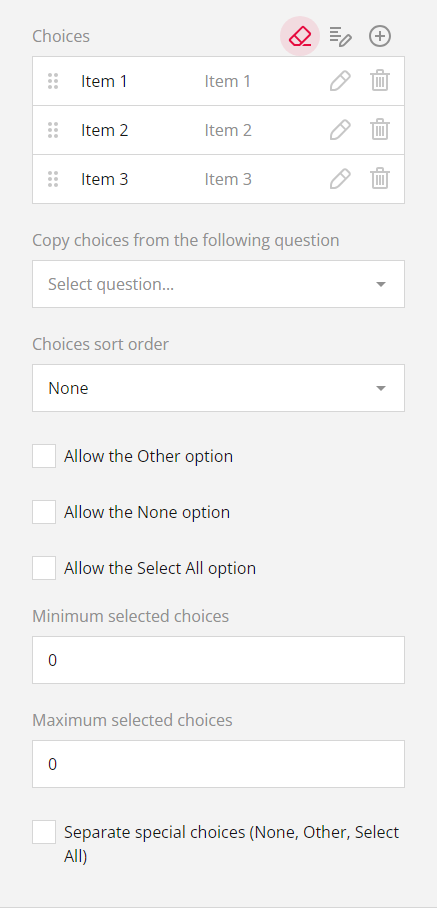 Choices
Item 1 Item 1
Item 2 Item 2
Item 3 Item 3
Copy choices from the following question
Select question...
Choices sort order
None
Allow the Other option
Allow the None option
Allow the Select All option
Minimum selected choices
0
Maximum selected choices
0
Separate special choices (None, Other, Select
All)